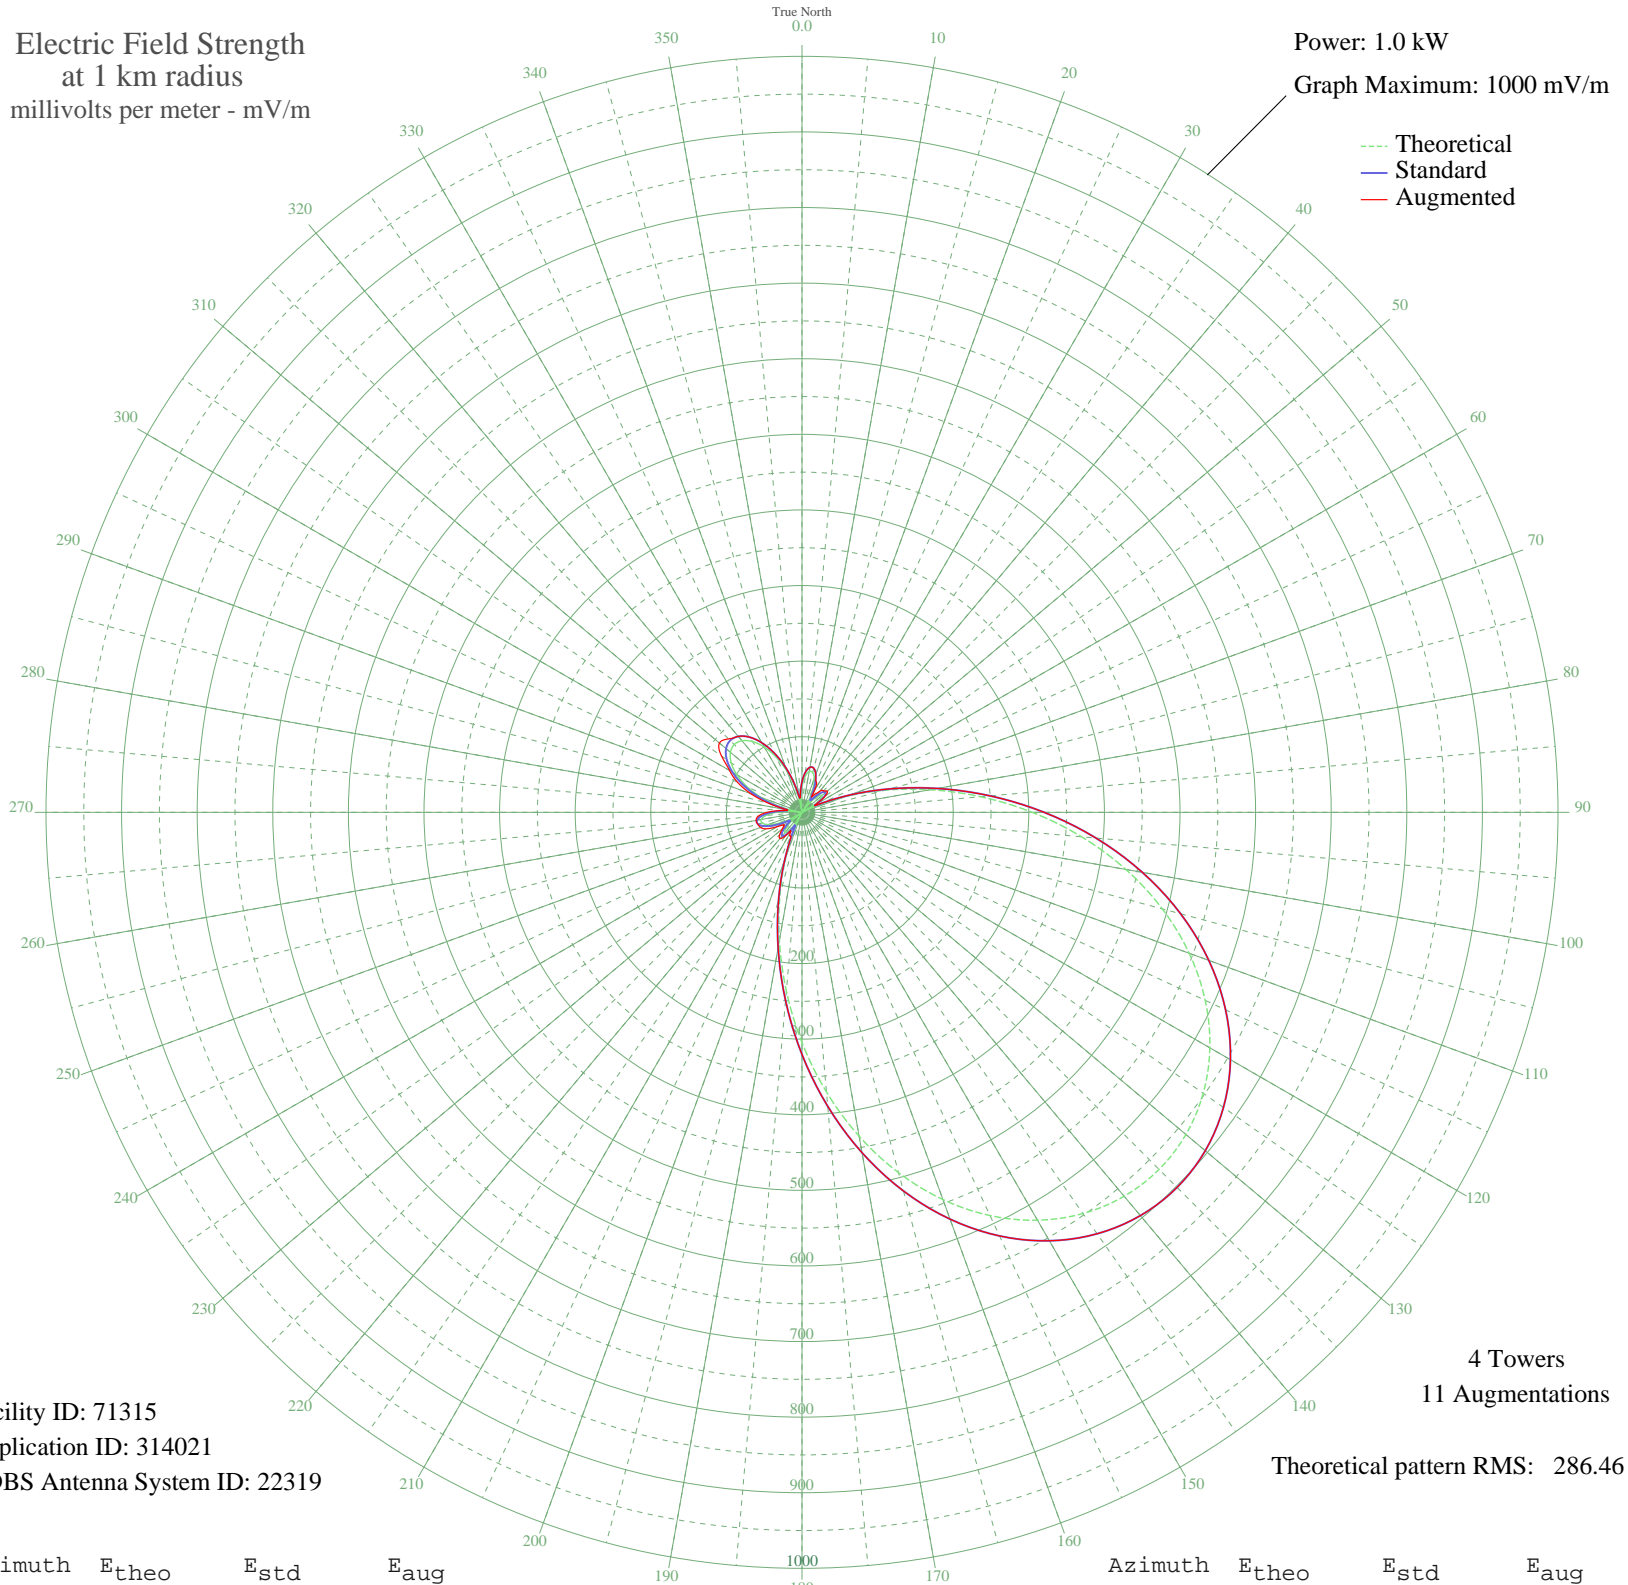 True North
0.0
10
20
30
40
50
60
70
80
90
100
110
120
130
140
150
160
170
190
200
210
220
230
240
250
260
270
280
290
300
310
320
330
340
350
Electric Field Strength
at 1 km radius
millivolts per meter - mV/m
Power: 1.0 kW
Graph Maximum: 1000 mV/m
Theoretical
Standard
Augmented
200
300
400
500
600
700
800
900
1000
180
4 Towers
11 Augmentations
Theoretical pattern RMS: 286.46
cility ID: 71315
plication ID: 314021
DBS Antenna System ID: 22319
imuth Etheo Estd Eaug
Azimuth Etheo Estd Eaug